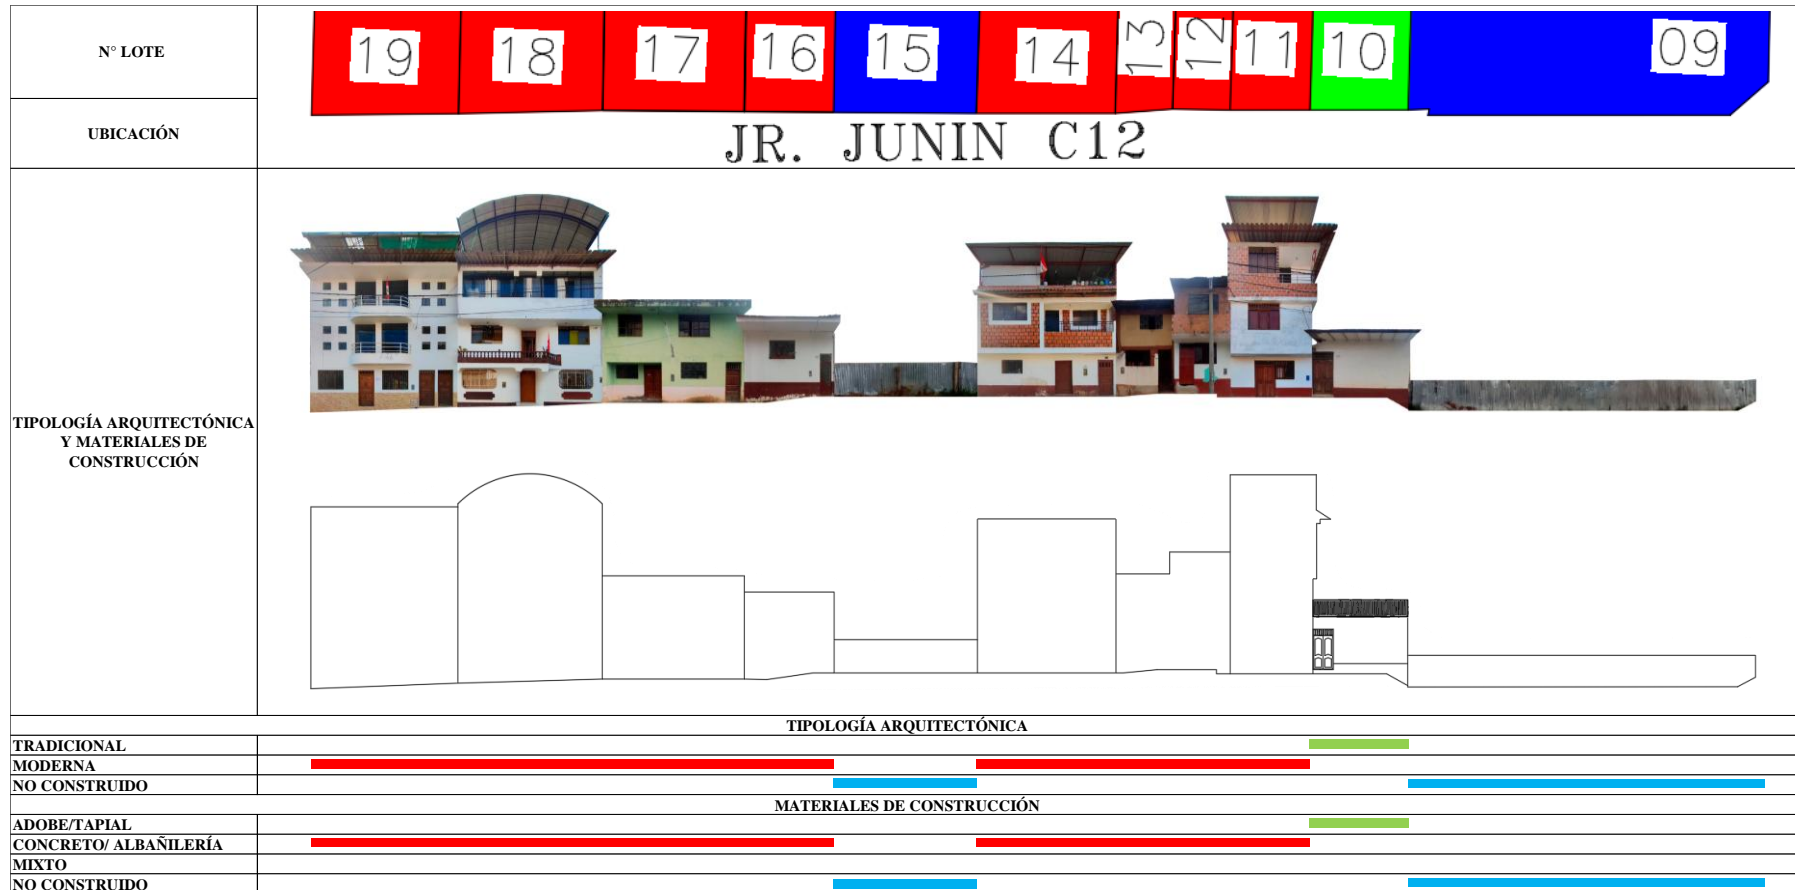 N° LOTE
19 18 17 16 15 14 13 12 11 10 09
UBICACIÓN
JR. JUNIN C12
TIPOLOGÍA ARQUITECTÓNICA
Y MATERIALES DE
CONSTRUCCIÓN
TIPOLOGÍA ARQUITECTÓNICA
TRADICIONAL
MODERNA
NO CONSTRUIDO
MATERIALES DE CONSTRUCCIÓN
ADOBE/TAPIAL
CONCRETO/ ALBAÑILERÍA
MIXTO
NO CONSTRUIDO